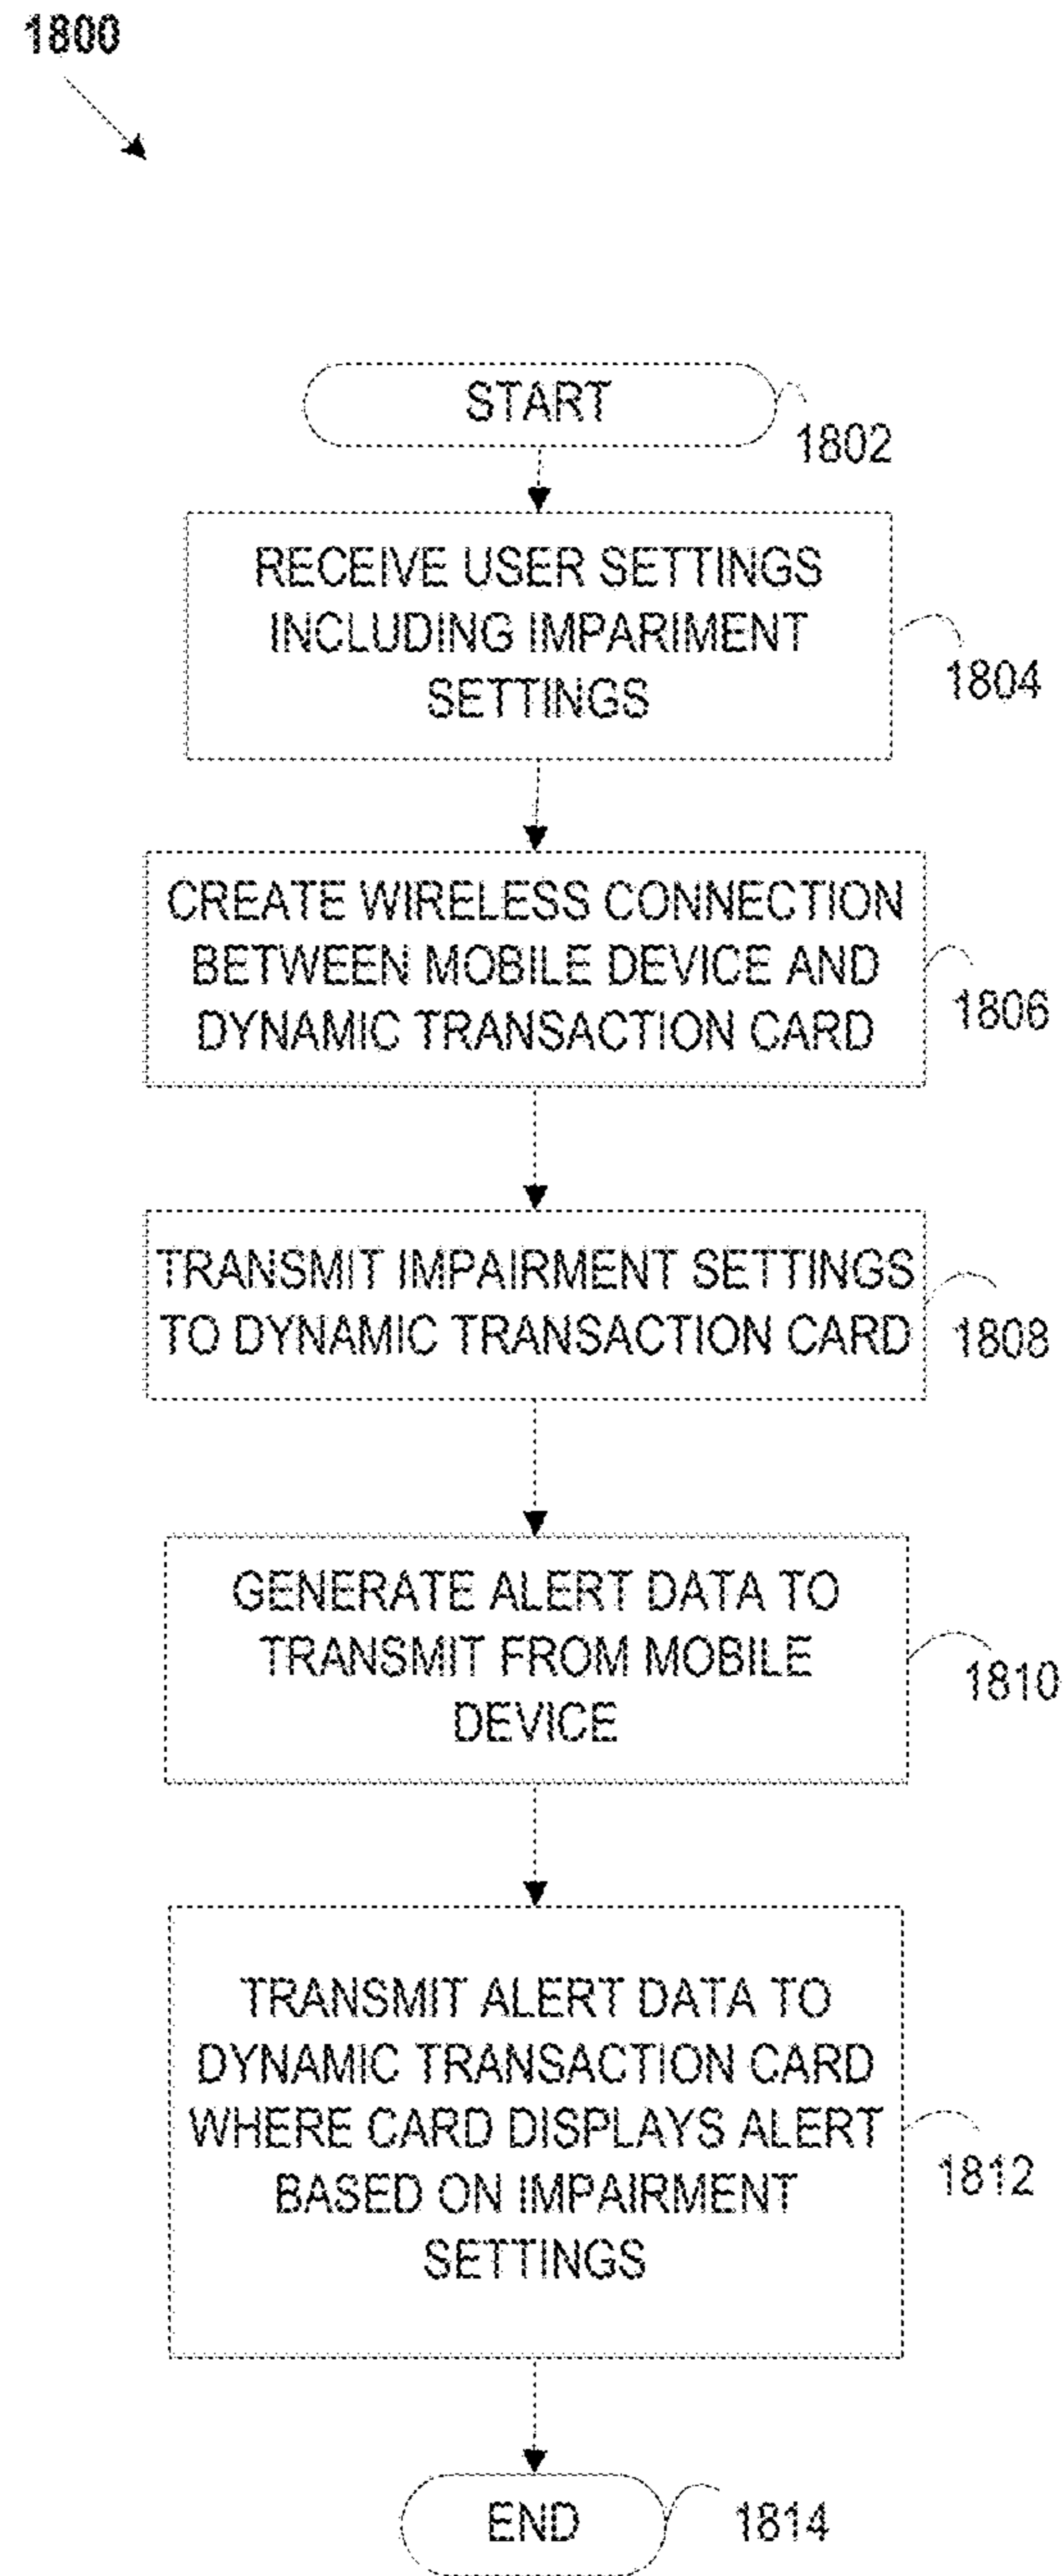 1800
START
1802
RECEIVE USER SETTINGS
INCLUDING IMPARIMENT
SETTINGS
1804
CREATE WIRELESS CONNECTION
BETWEEN MOBILE DEVICE AND
DYNAMIC TRANSACTION CARD
1806
TRANSMIT IMPAIRMENT SETTINGS
TO DYNAMIC TRANSACTION CARD
1808
GENERATE ALERT DATA TO
TRANSMIT FROM MOBILE
DEVICE
1810
TRANSMIT ALERT DATA TO
DYNAMIC TRANSACTION CARD
WHERE CARD DISPLAYS ALERT
BASED ON IMPAIRMENT
SETTINGS
1812
END
1814